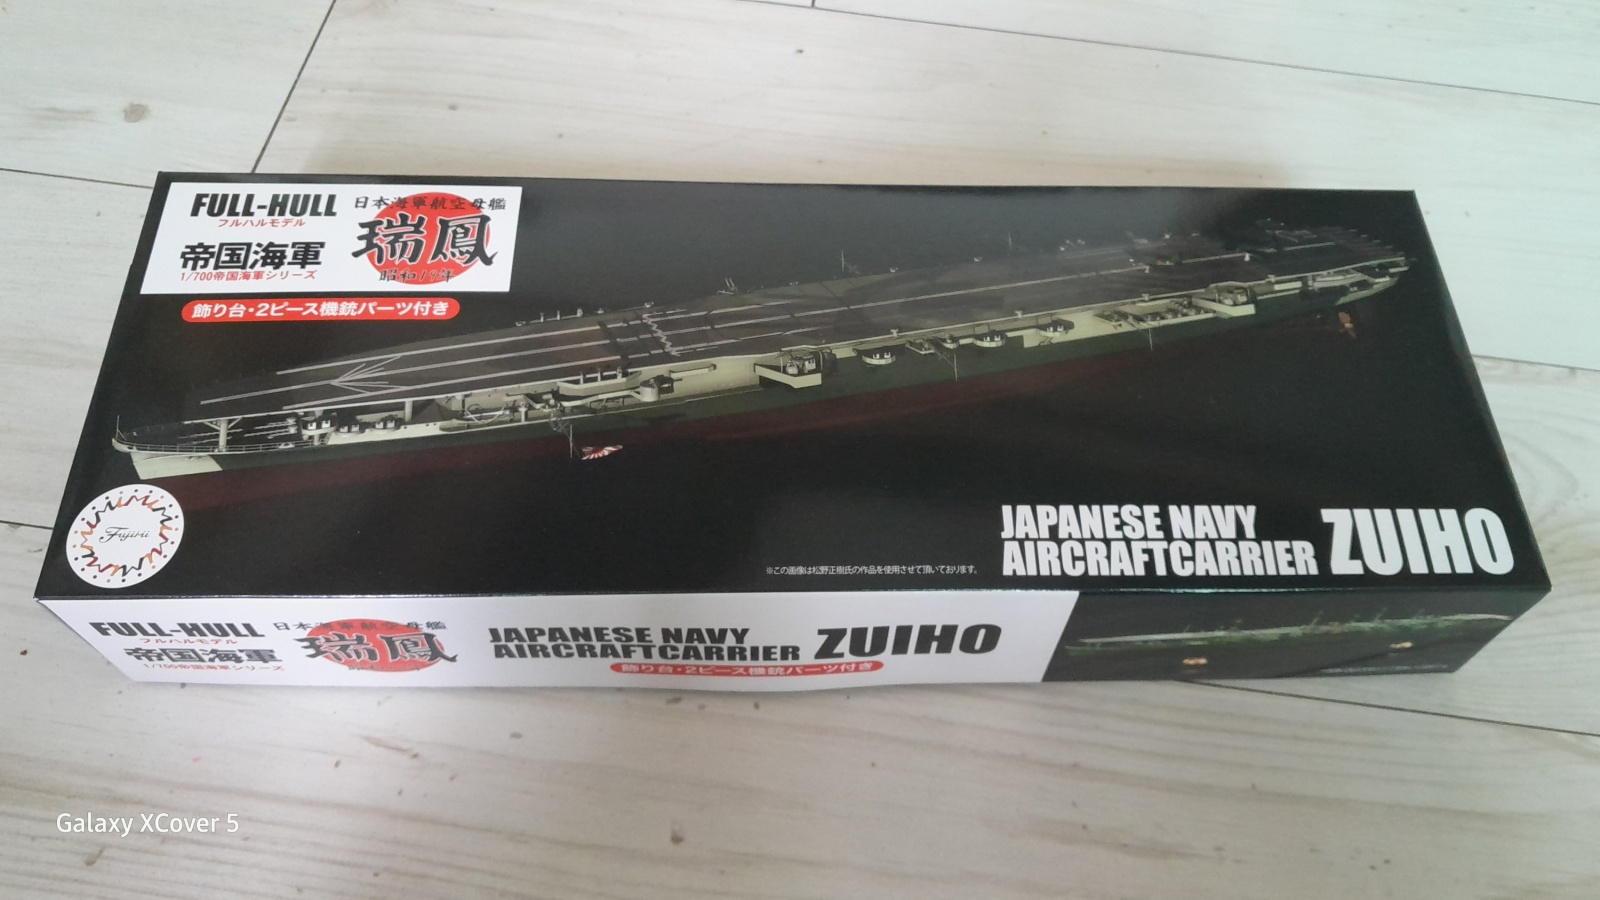 FULL-HULL
フルハルモデル
帝国海軍
1/700帝国海軍シリーズ
日本海軍航空母艦
瑞鳳
昭和19年
飾り台・2ピース機銃パーツ付き
Fujimi
※この画像は松野正樹氏の作品を使用させて頂いております。
JAPANESE NAVY
AIRCRAFTCARRIER ZUIHO
FULL-HULL
フルハルモデル
帝国海軍
1/700帝国海軍シリーズ
日本海軍航空母艦
瑞鳳
JAPANESE NAVY
AIRCRAFTCARRIER ZUIHO
飾り台・2ピース機銃パーツ付き
Galaxy XCover 5